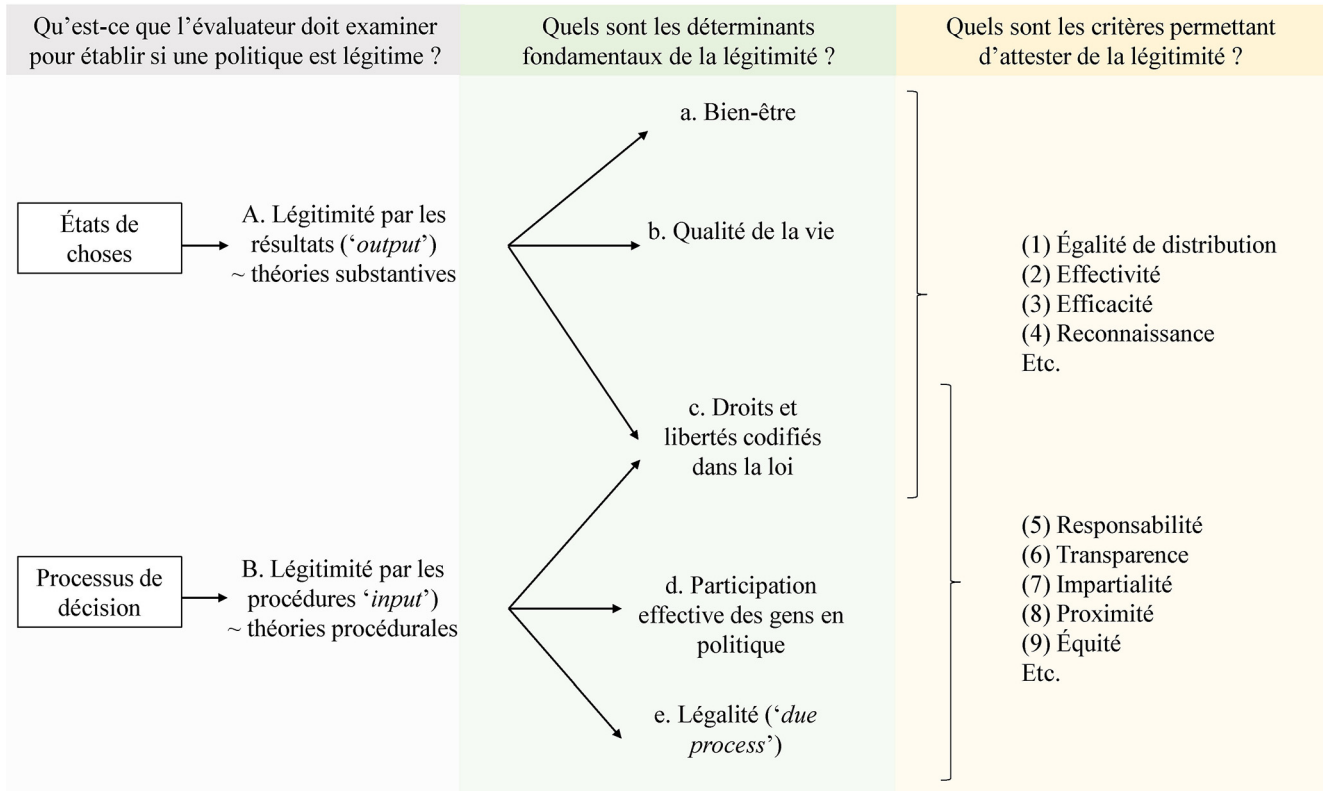 Qu’est-ce que l’évaluateur doit examiner
pour établir si une politique est légitime ?
Quels sont les déterminants
fondamentaux de la légitimité ?
Quels sont les critères permettant
d’attester de la légitimité ?
États de
choses
A. Légitimité par les
résultats (‘output’)
~ théories substantives
Processus de
décision
B. Légitimité par les
procédures ‘input’)
~ théories procédurales
a. Bien-être
b. Qualité de la vie
c. Droits et
libertés codifiés
dans la loi
d. Participation
effective des gens en
politique
e. Légalité (‘due
process’)
(1) Égalité de distribution
(2) Effectivité
(3) Efficacité
(4) Reconnaissance
Etc.
(5) Responsabilité
(6) Transparence
(7) Impartialité
(8) Proximité
(9) Équité
Etc.